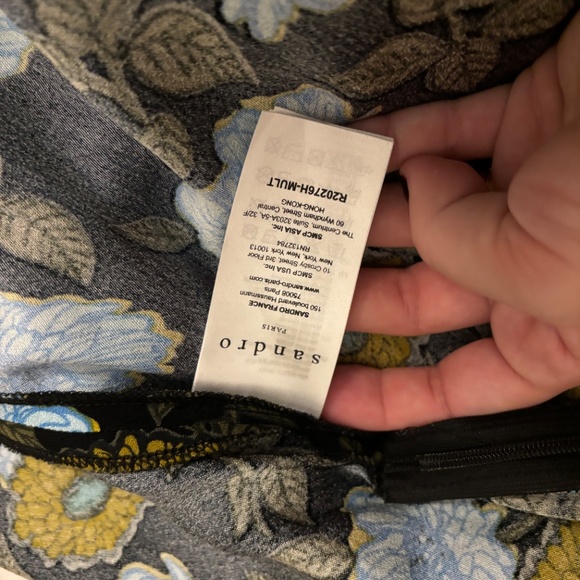 sandro
PARIS
SANDRO FRANCE
150 boulevard Haussmann
75008 Paris
www.sandro-paris.com
SMCP USA Inc.
10 Crosby Street, 3rd Floor
New York, New York 10013
RN132784
SMCP ASIA Inc.
The Centrium, Suite 3203A-5A, 32/F
60 Wyndham Street, Central
HONG-KONG
R20276H-MULT